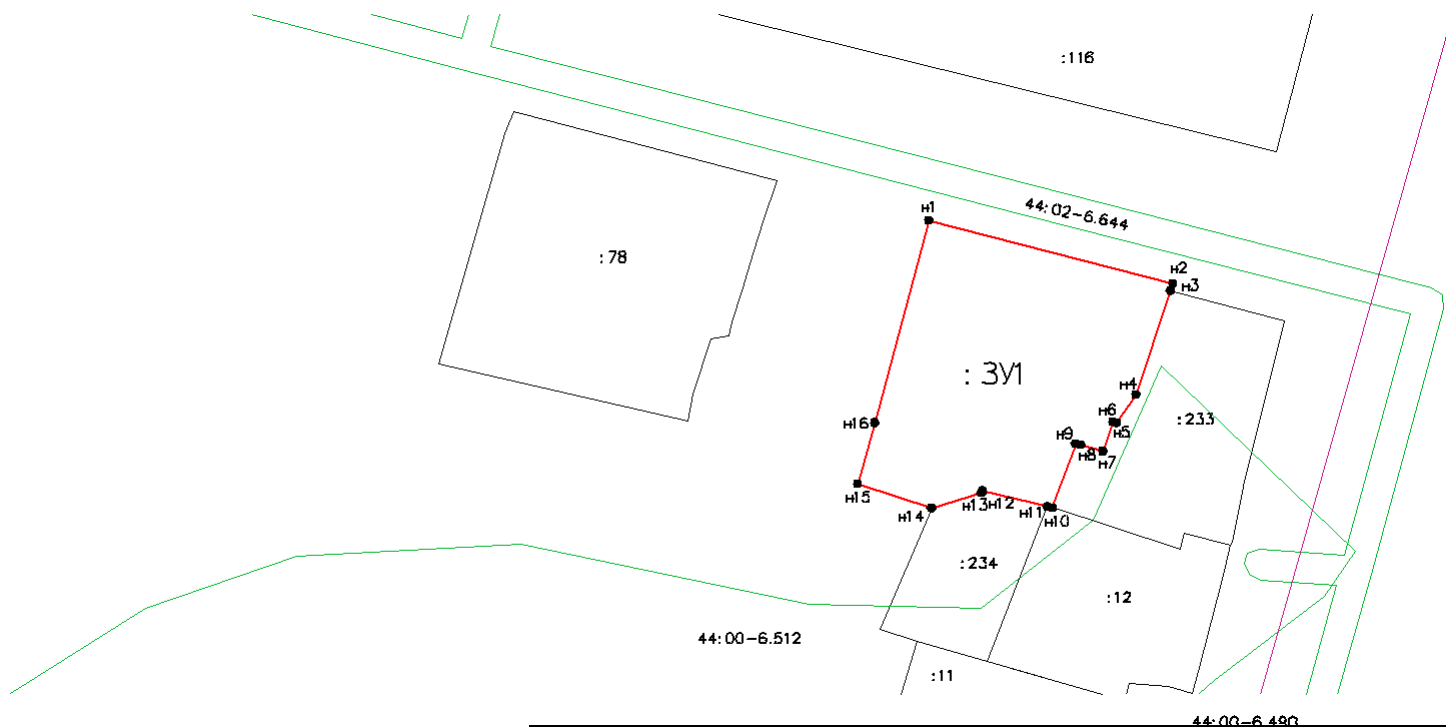 :116
44:02-6.644
н1
:78
н2
н3
:ЗУ1
н4
:233
н6
н5
н16
н9
н8
н7
н15
н13
н12
н11
н10
н14
:234
:12
44:00-6.512
:11
44:00-6.490